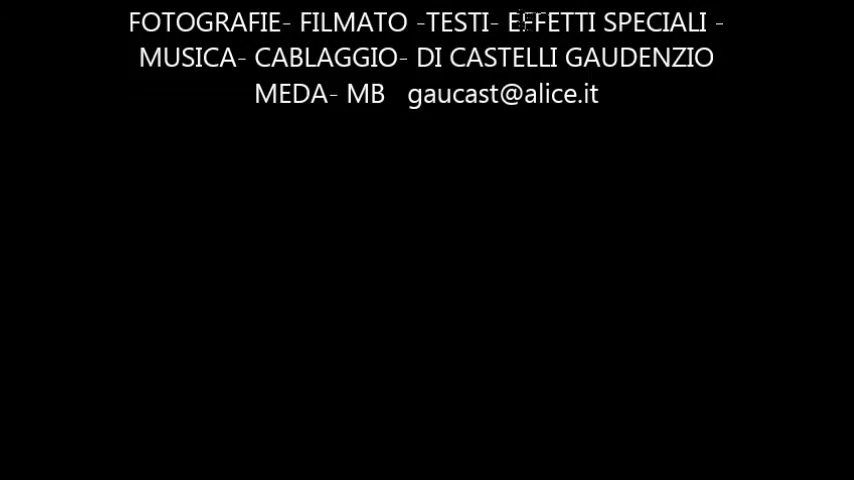 FOTOGRAFIE- FILMATO -TESTI- EFFETTI SPECIALI -
MUSICA- CABLAGGIO- DI CASTELLI GAUDENZIO
MEDA- MB   gaucast@alice.it